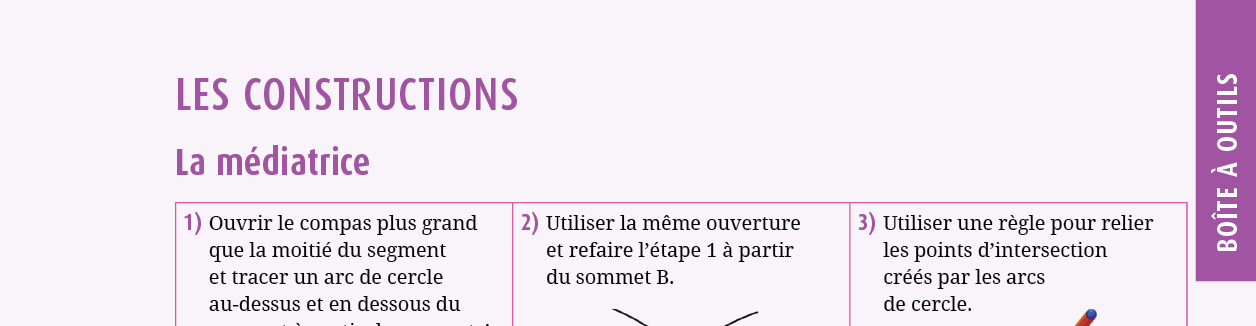 LES CONSTRUCTIONS
La médiatrice
1) Ouvrir le compas plus grand
que la moitié du segment
et tracer un arc de cercle
au-dessus et en dessous du
2) Utiliser la même ouverture
et refaire l’étape 1 à partir
du sommet B.
3) Utiliser une règle pour relier
les points d’intersection
créés par les arcs
de cercle.
BOÎTE À OUTILS